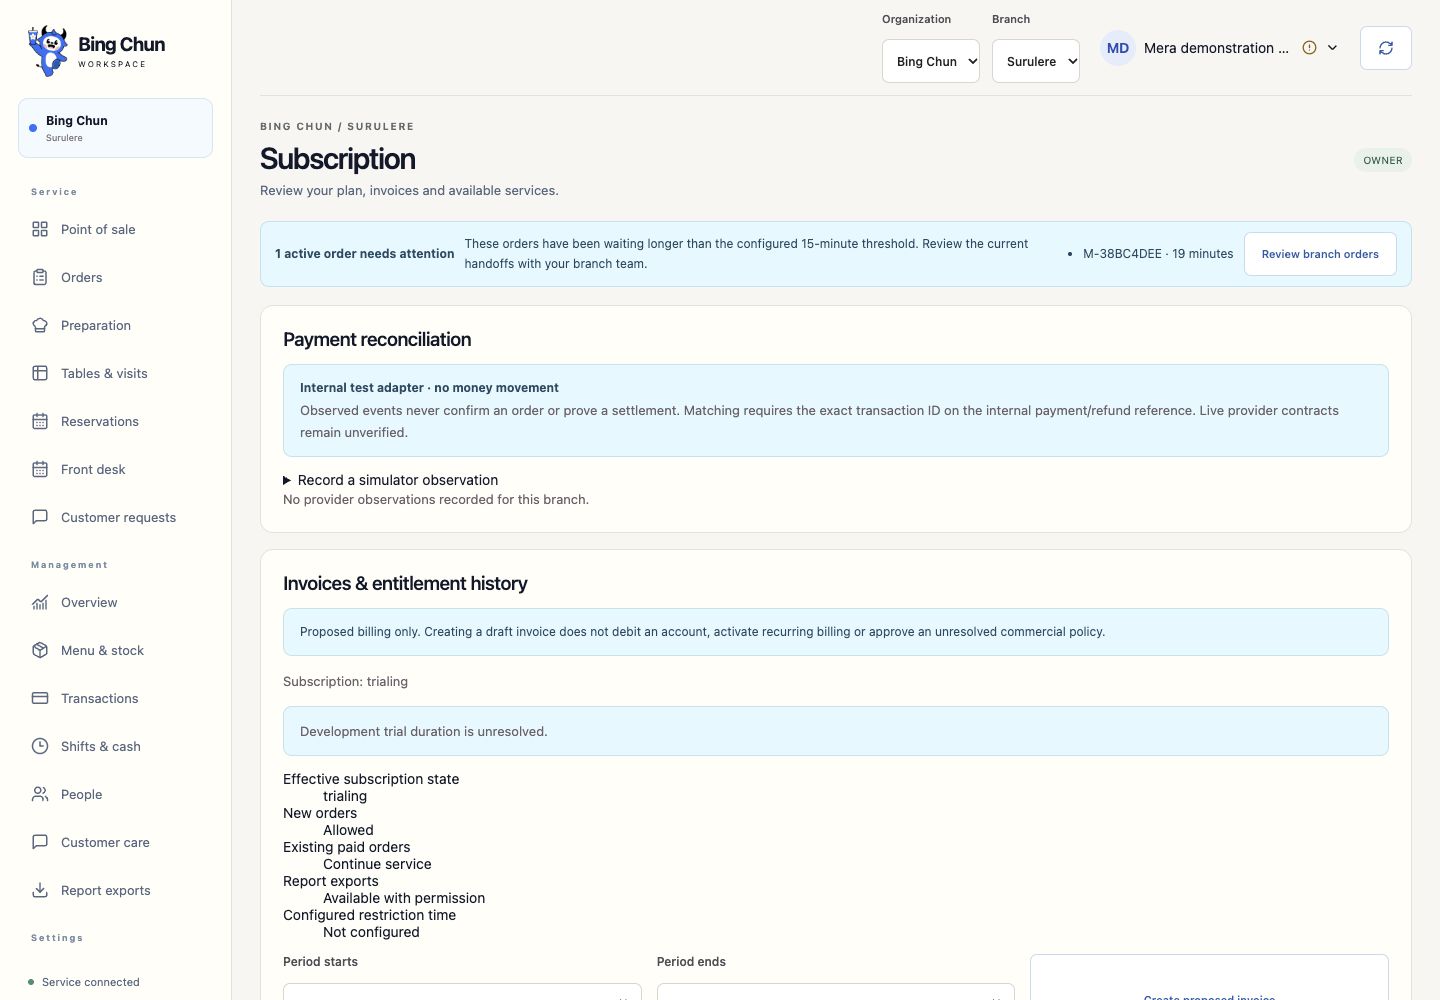 Bing Chun
WORKSPACE
Bing Chun
Surulere
Service
Point of sale
Orders
Preparation
Tables & visits
Reservations
Front desk
Customer requests
Management
Overview
Menu & stock
Transactions
Shifts & cash
People
Customer care
Report exports
Settings
Service connected
Organization
Branch
Bing Chun
Surulere
MD
Mera demonstration ...
BING CHUN / SURULERE
Subscription
OWNER
Review your plan, invoices and available services.
1 active order needs attention
These orders have been waiting longer than the configured 15-minute threshold. Review the current
handoffs with your branch team.
• M-38BC4DEE · 19 minutes
Review branch orders
Payment reconciliation
Internal test adapter · no money movement
Observed events never confirm an order or prove a settlement. Matching requires the exact transaction ID on the internal payment/refund reference. Live provider contracts
remain unverified.
Record a simulator observation
No provider observations recorded for this branch.
Invoices & entitlement history
Proposed billing only. Creating a draft invoice does not debit an account, activate recurring billing or approve an unresolved commercial policy.
Subscription: trialing
Development trial duration is unresolved.
Effective subscription state
trialing
New orders
Allowed
Existing paid orders
Continue service
Report exports
Available with permission
Configured restriction time
Not configured
Period starts
Period ends
Create proposed invoice